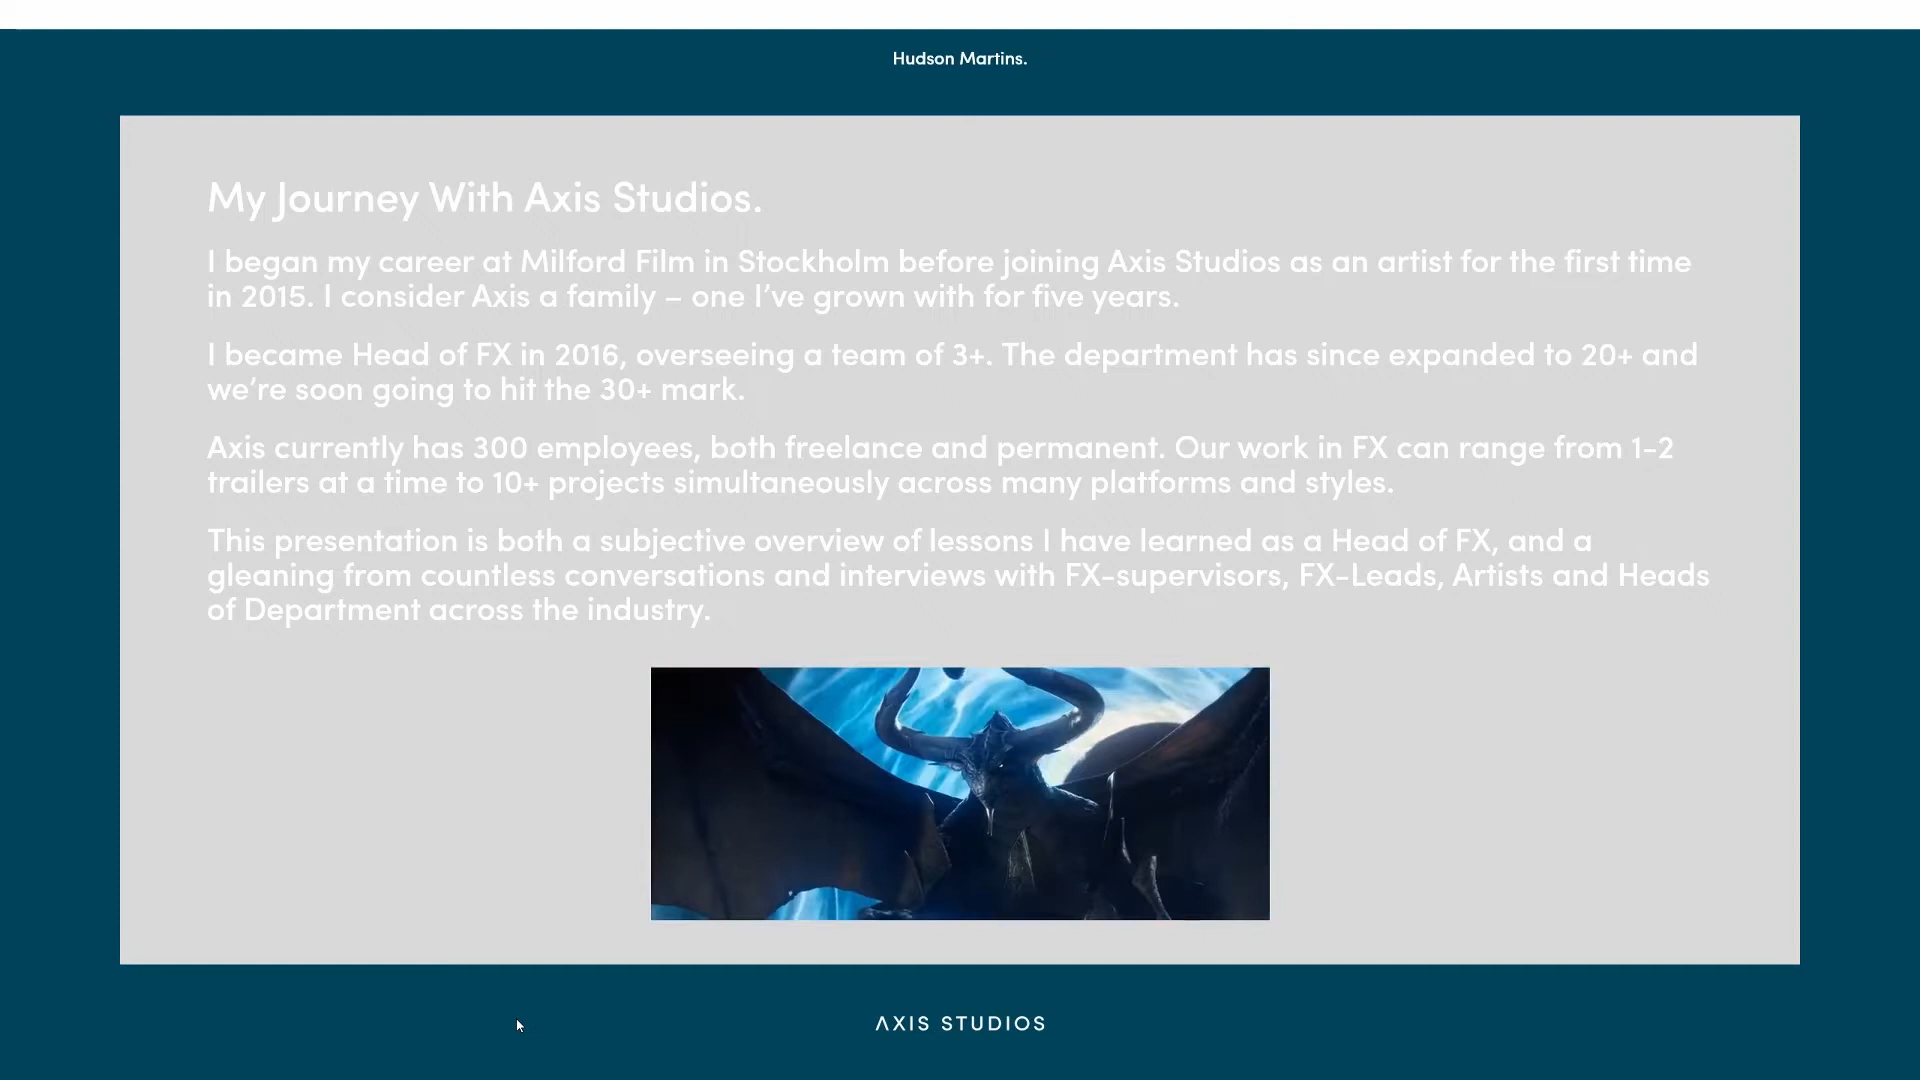 Hudson Martins.
My Journey With Axis Studios.
I began my career at Milford Film in Stockholm before joining Axis Studios as an artist for the first time
in 2015. I consider Axis a family – one I’ve grown with for five years.
I became Head of FX in 2016, overseeing a team of 3+. The department has since expanded to 20+ and
we’re soon going to hit the 30+ mark.
Axis currently has 300 employees, both freelance and permanent. Our work in FX can range from 1-2
trailers at a time to 10+ projects simultaneously across many platforms and styles.
This presentation is both a subjective overview of lessons I have learned as a Head of FX, and a
gleaning from countless conversations and interviews with FX-supervisors, FX-Leads, Artists and Heads
of Department across the industry.
AXIS STUDIOS